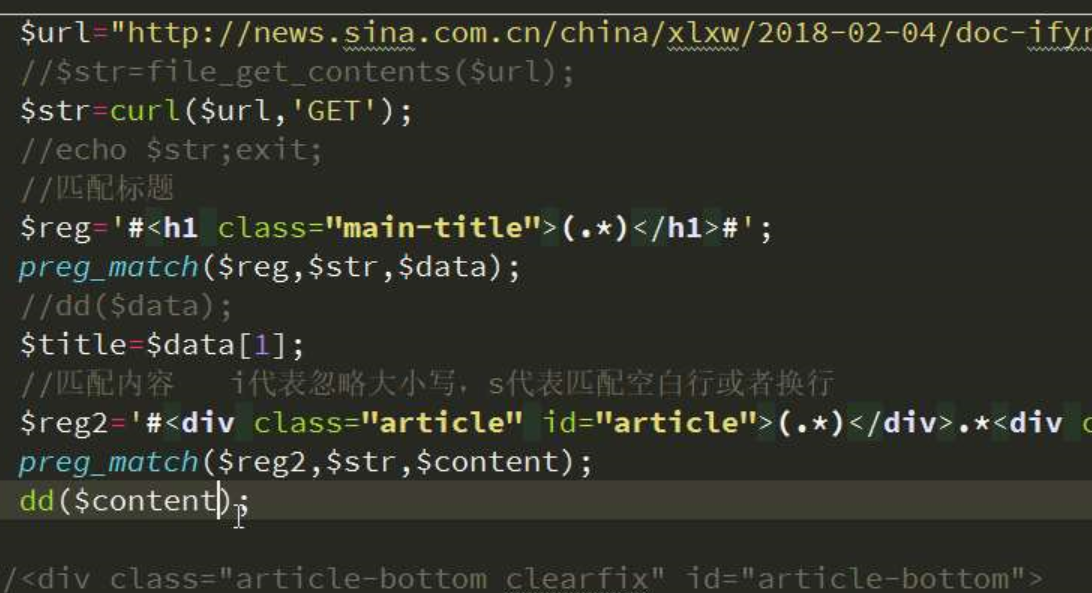 $url="http://news.sina.com.cn/china/xlxw/2018-02-04/doc-ifyr
//$str=file_get_contents($url);
$str=curl($url,'GET');
//echo $str;exit;
//匹配标题
$reg='#<h1 class="main-title">(.*)</h1>#';
preg_match($reg,$str,$data);
//dd($data);
$title=$data[1];
//匹配内容   i代表忽略大小写，s代表匹配空白行或者换行
$reg2='#<div class="article" id="article">(.*)</div>.*<div c
preg_match($reg2,$str,$content);
dd($content);
/<div class="article-bottom clearfix" id="article-bottom">